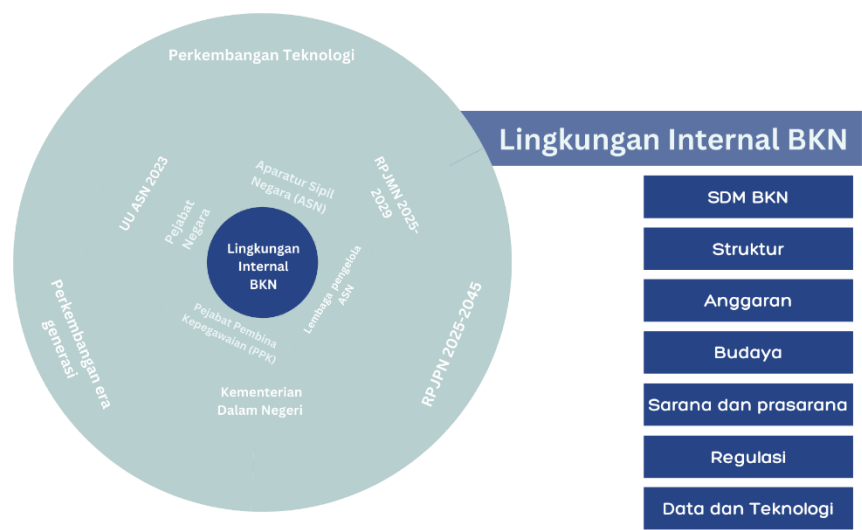 Perkembangan Teknologi
UU ASN 2023
Aparatur Sipil
Negara (ASN)
RPJMN 2025-
2029
Pejabat
Negara
Lingkungan
Internal
BKN
Lembaga pengelola
ASN
Pejabat Pembina
Kepegawaian (PPK)
Perkembangan era
generasi
Kementerian
Dalam Negeri
RPJPN 2025-2045
Lingkungan Internal BKN
SDM BKN
Struktur
Anggaran
Budaya
Sarana dan prasarana
Regulasi
Data dan Teknologi